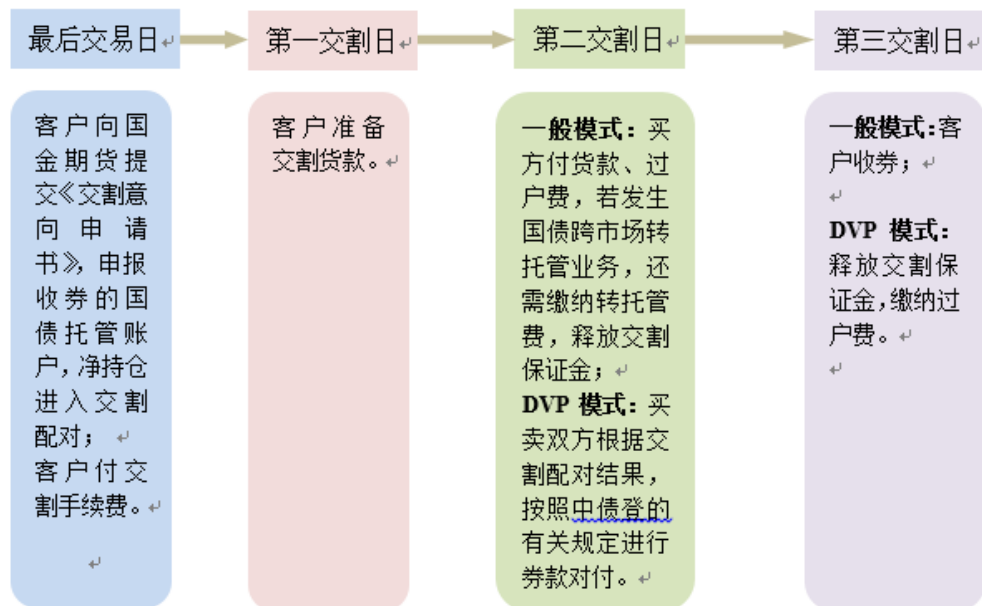 最后交易日
第一交割日
第二交割日
第三交割日
客户向国
金期货提
交《交割意
向申请
书》，申报
收券的国
债托管账
户，净持仓
进入交割
配对；
客户付交
割手续费。
客户准备
交割货款。
一般模式：买
方付货款、过
户费，若发生
国债跨市场转
托管业务，还
需缴纳转托管
费，释放交割
保证金；
DVP 模式：买
卖双方根据交
割配对结果，
按照中债登的
有关规定进行
券款对付。
一般模式：客
户收券；
DVP 模式：
释放交割保
证金，缴纳过
户费。